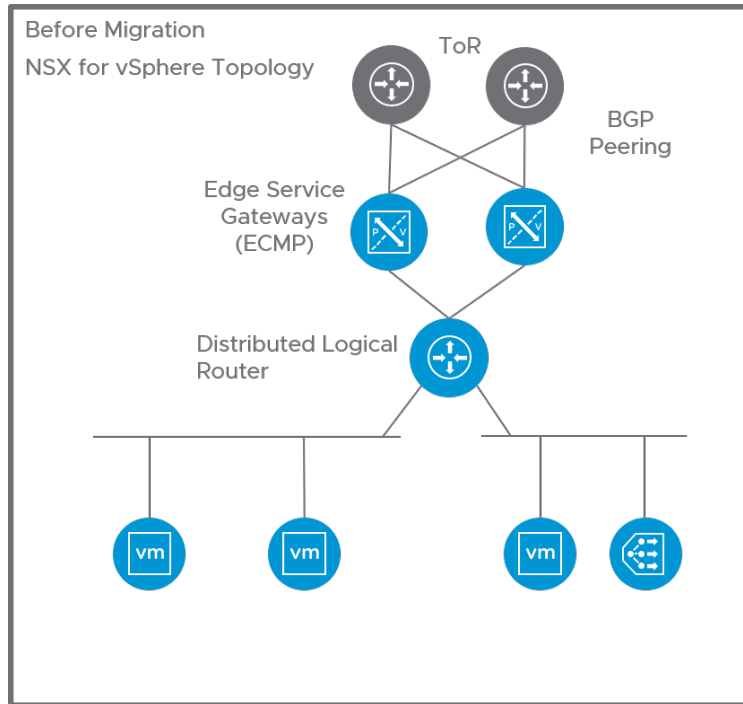 Before Migration
NSX for vSphere Topology
ToR
BGP
Peering
Edge Service
Gateways
(ECMP)
P V
P V
Distributed Logical
Router
vm
vm
vm